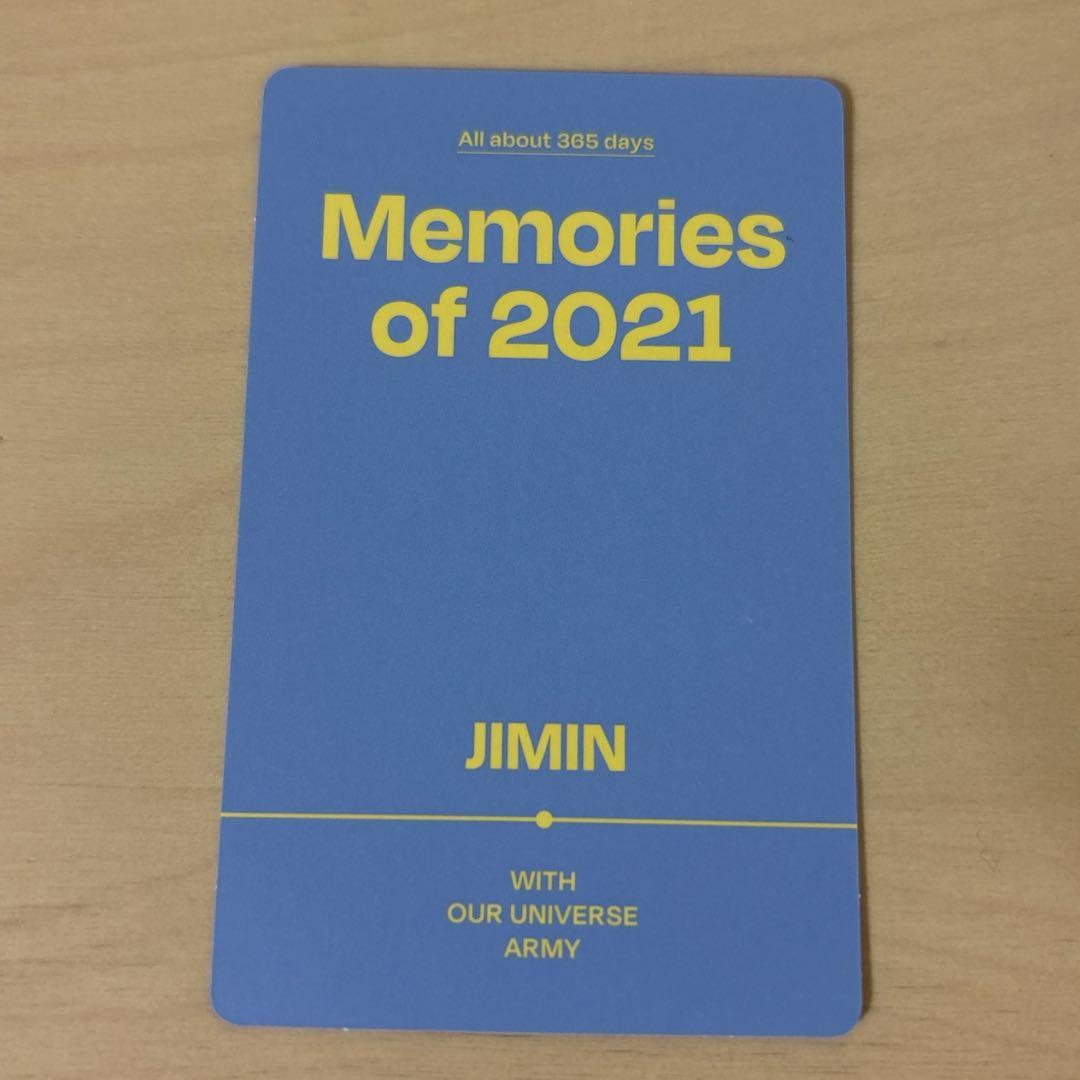 All about 365 days
Memories
of 2021
JIMIN
WITH
OUR UNIVERSE
ARMY